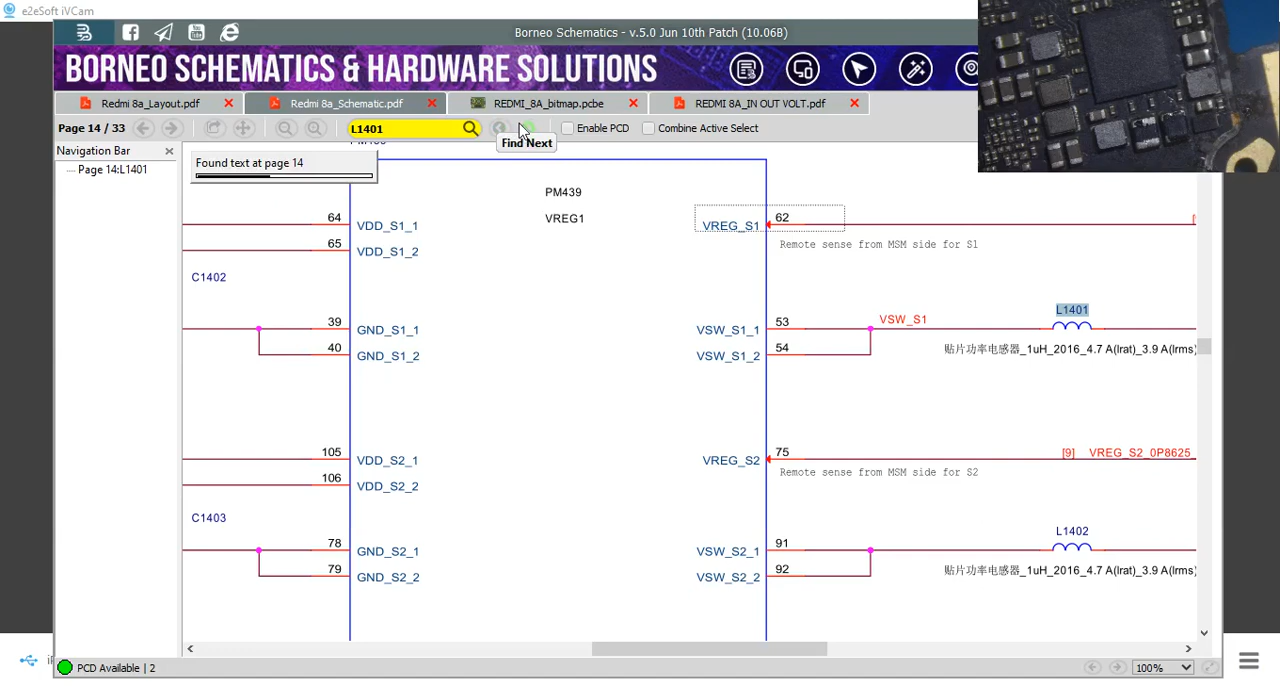 e2eSoft iVCam
Borneo Schematics - v.5.0 Jun 10th Patch (10.06B)
BORNEO SCHEMATICS & HARDWARE SOLUTIONS
Redmi 8a_Layout.pdf
Redmi 8a_Schematic.pdf
REDMI_8A_bitmap.pcbe
REDMI 8A_IN OUT VOLT.pdf
Page 14 / 33
L1401
Enable PCD
Combine Active Select
Find Next
Navigation Bar
Page 14:L1401
Found text at page 14
PM439
VREG1
64 VDD_S1_1
65 VDD_S1_2
C1402
39 GND_S1_1
40 GND_S1_2
105 VDD_S2_1
106 VDD_S2_2
C1403
78 GND_S2_1
79 GND_S2_2
VREG_S1 62
Remote sense from MSM side for S1
VSW_S1_1 53 VSW_S1 L1401
VSW_S1_2 54
贴片功率电感器_1uH_2016_4.7 A(Irat)_3.9 A(Irms)
VREG_S2 75 [9] VREG_S2_0P8625
Remote sense from MSM side for S2
VSW_S2_1 91 L1402
VSW_S2_2 92
贴片功率电感器_1uH_2016_4.7 A(Irat)_3.9 A(Irms)
PCD Available | 2
100%